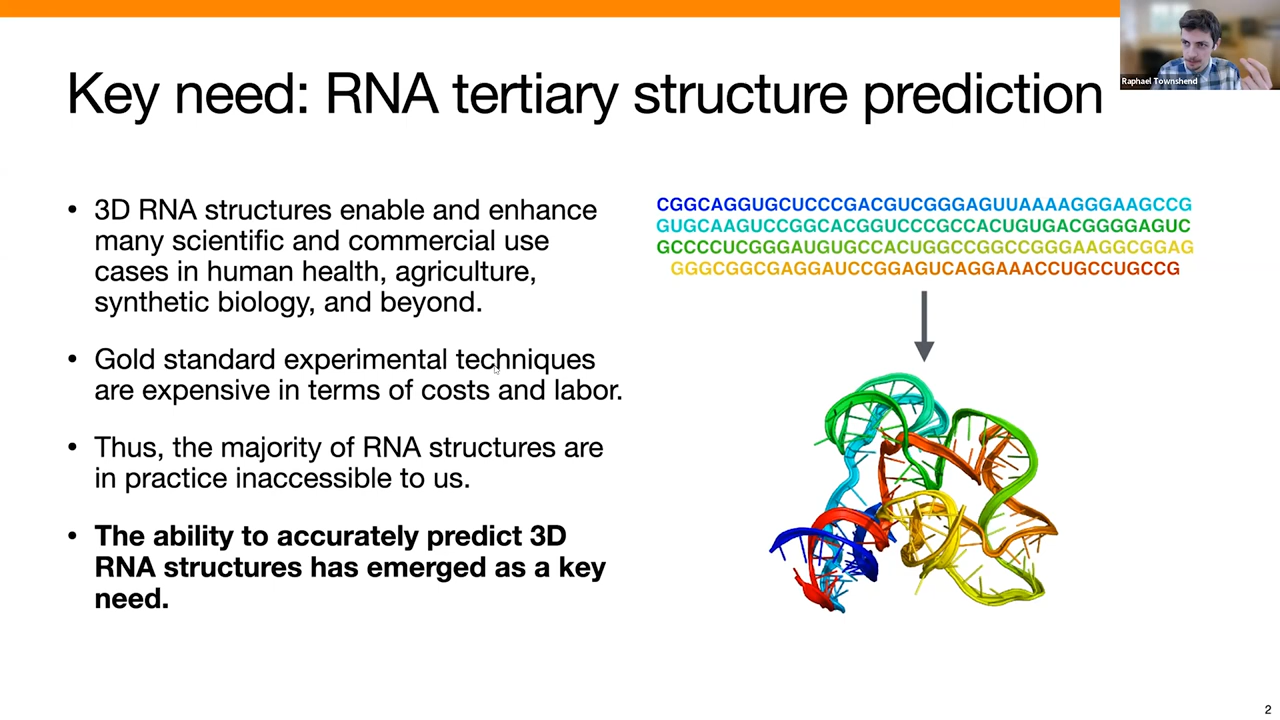 Key need: RNA tertiary structure prediction
Raphael Townshend
• 3D RNA structures enable and enhance
many scientific and commercial use
cases in human health, agriculture,
synthetic biology, and beyond.
• Gold standard experimental techniques
are expensive in terms of costs and labor.
• Thus, the majority of RNA structures are
in practice inaccessible to us.
• The ability to accurately predict 3D
RNA structures has emerged as a key
need.
CGGCAGGUGCUCCCGACGUCGGGAGUUAAAAGGGAAGCCG
GUGCAAGUCCGGCACGGUCCCGCCACUGUGACGGGGAGUC
GCCCCUCGGGAUGUGCCACUGGCCGGCCGGGAAGGCGGAG
GGGCGGCGAGGAUCCGGAGUCAGGAAACCUGCCUGCCG
2